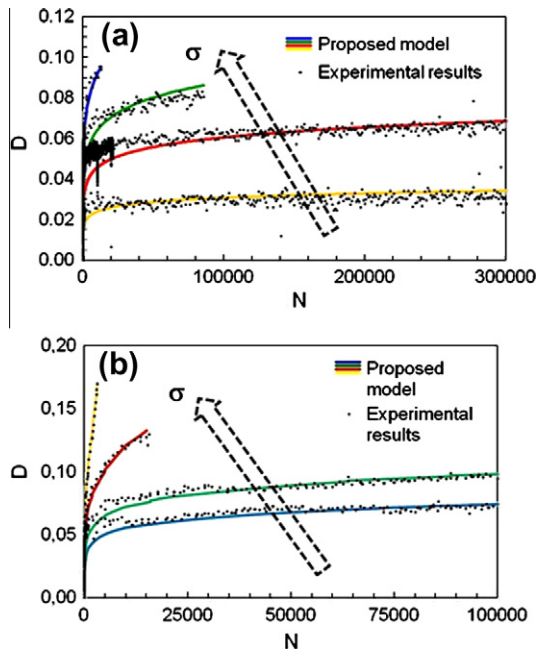 (a)
σ
Proposed model
Experimental results
0.12
0.10
0.08
0.06
0.04
0.02
0.00
D
0
100000
200000
300000
N
(b)
σ
Proposed
model
Experimental
results
0,20
0,15
0,10
0,05
0,00
D
0
25000
50000
75000
100000
N